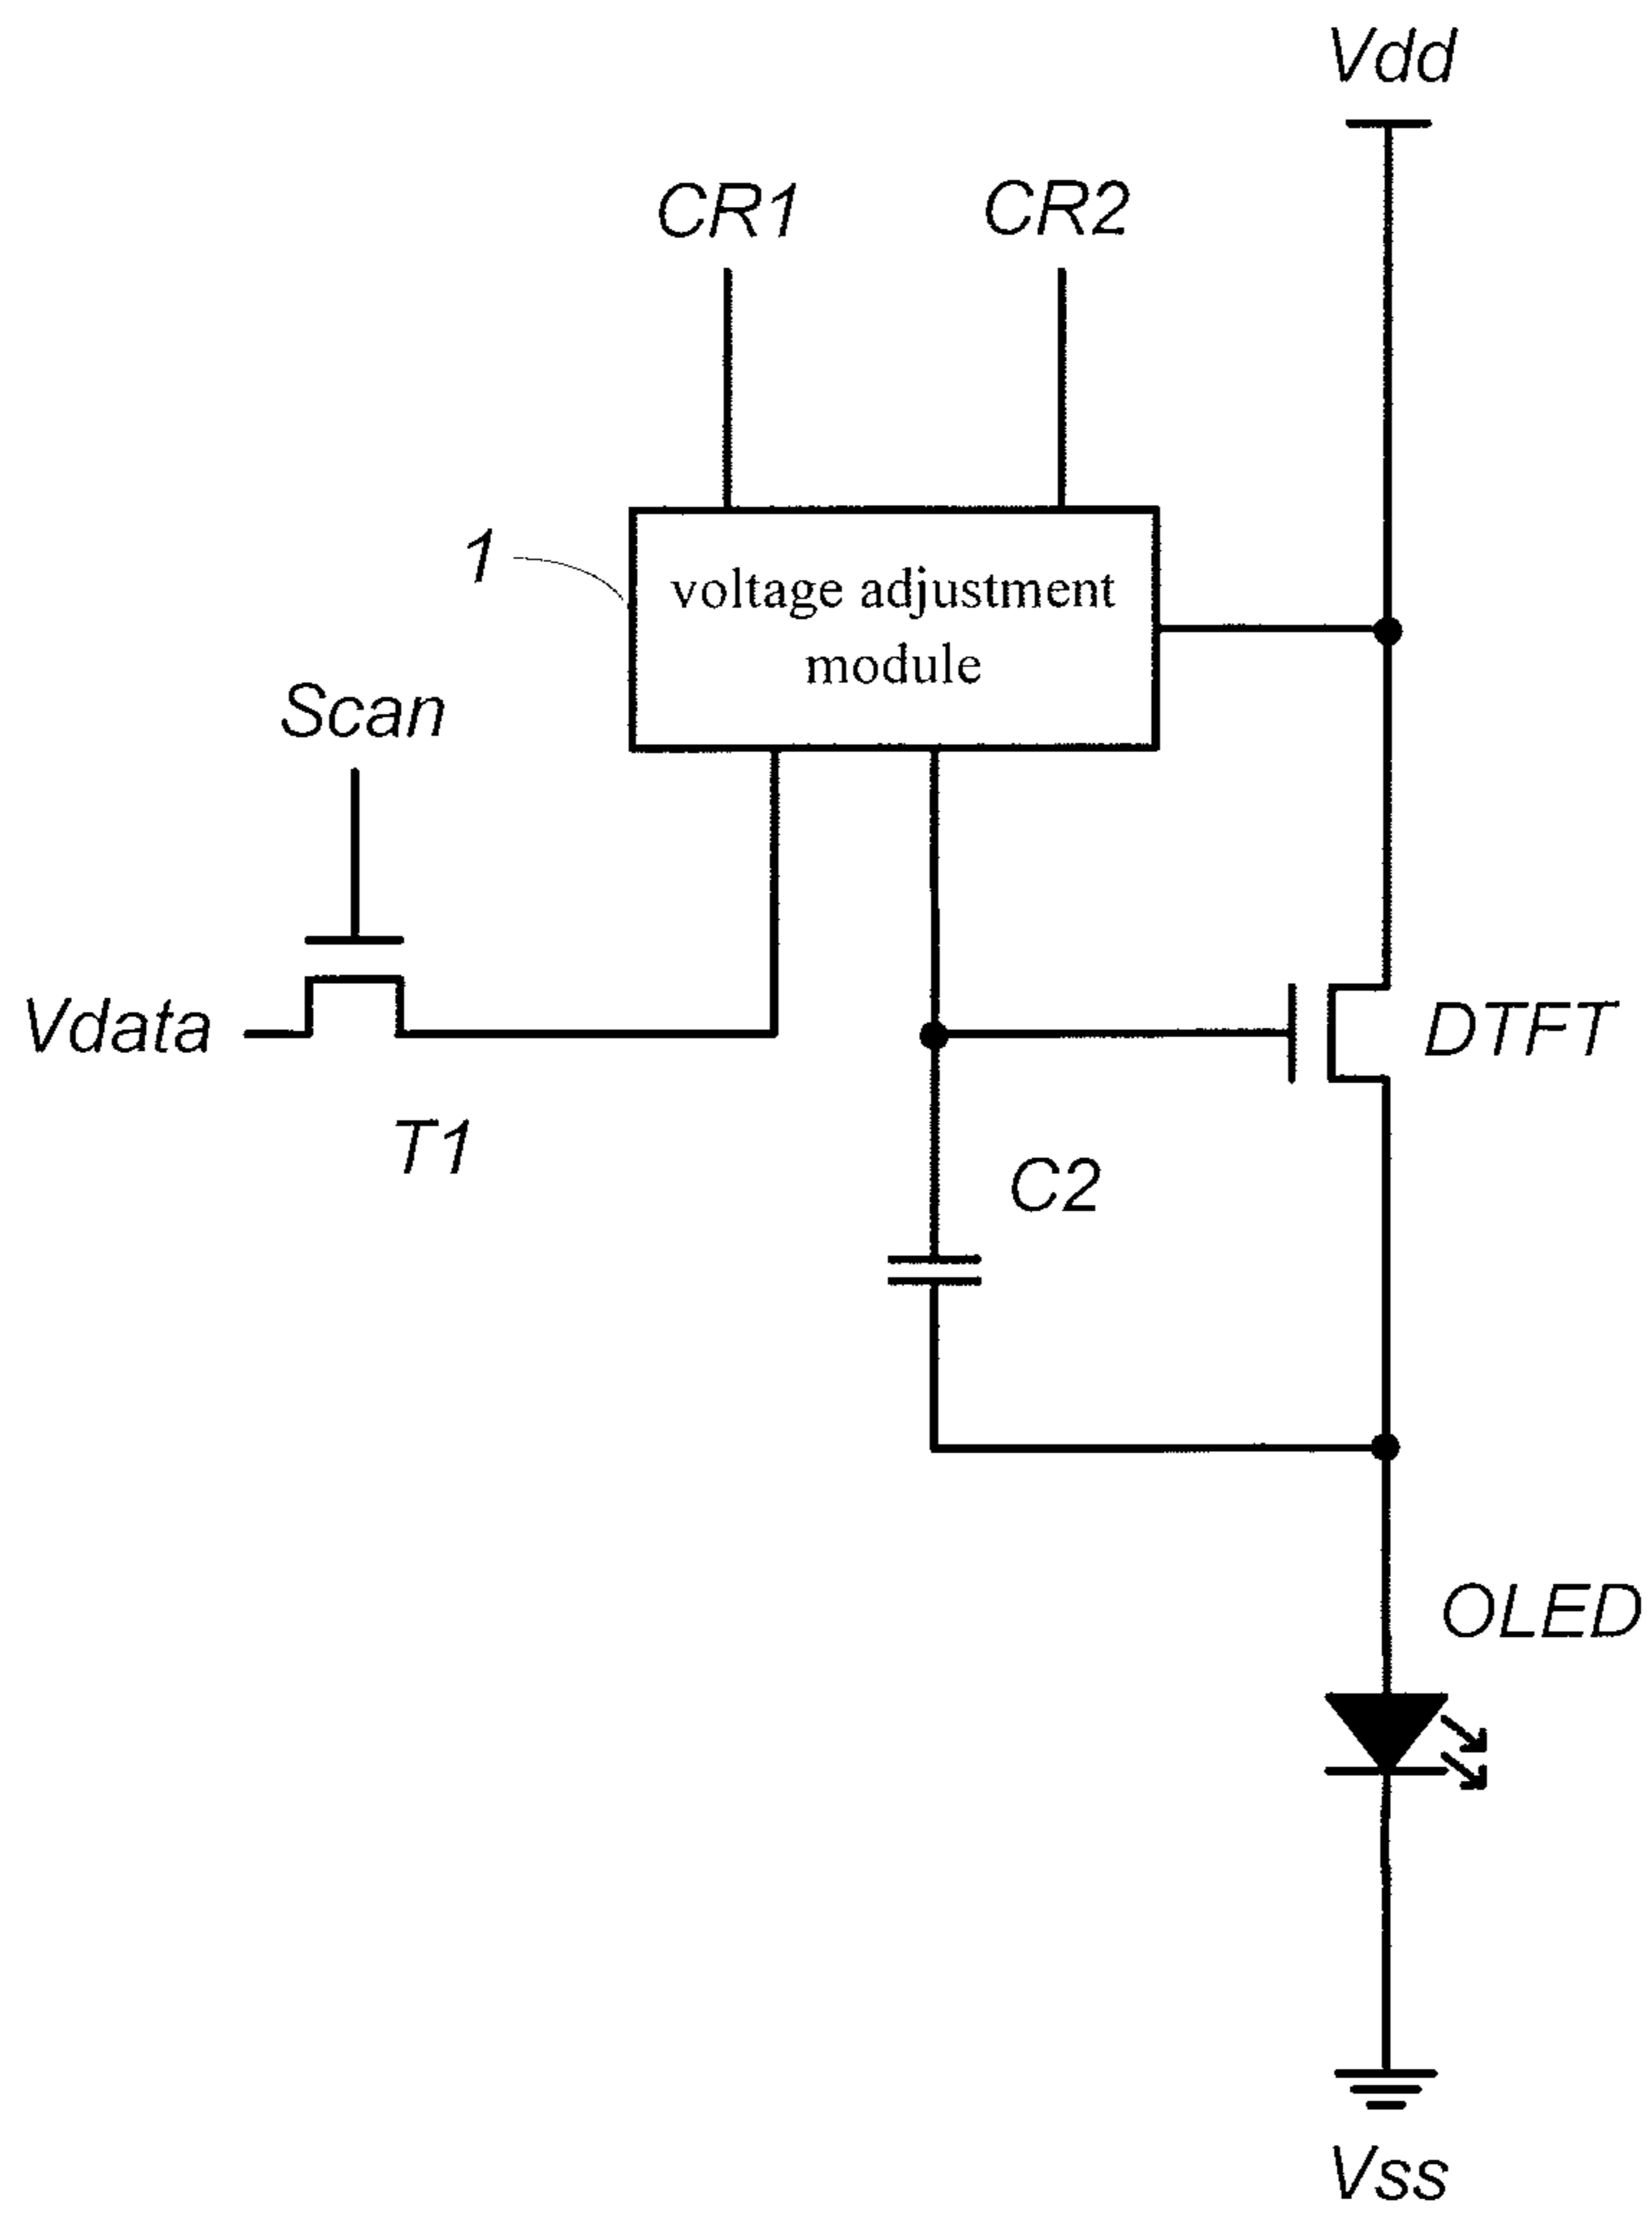 Vdd
CR1
CR2
1
voltage adjustment
module
Scan
Vdata
DTFT
T1
C2
OLED
Vss